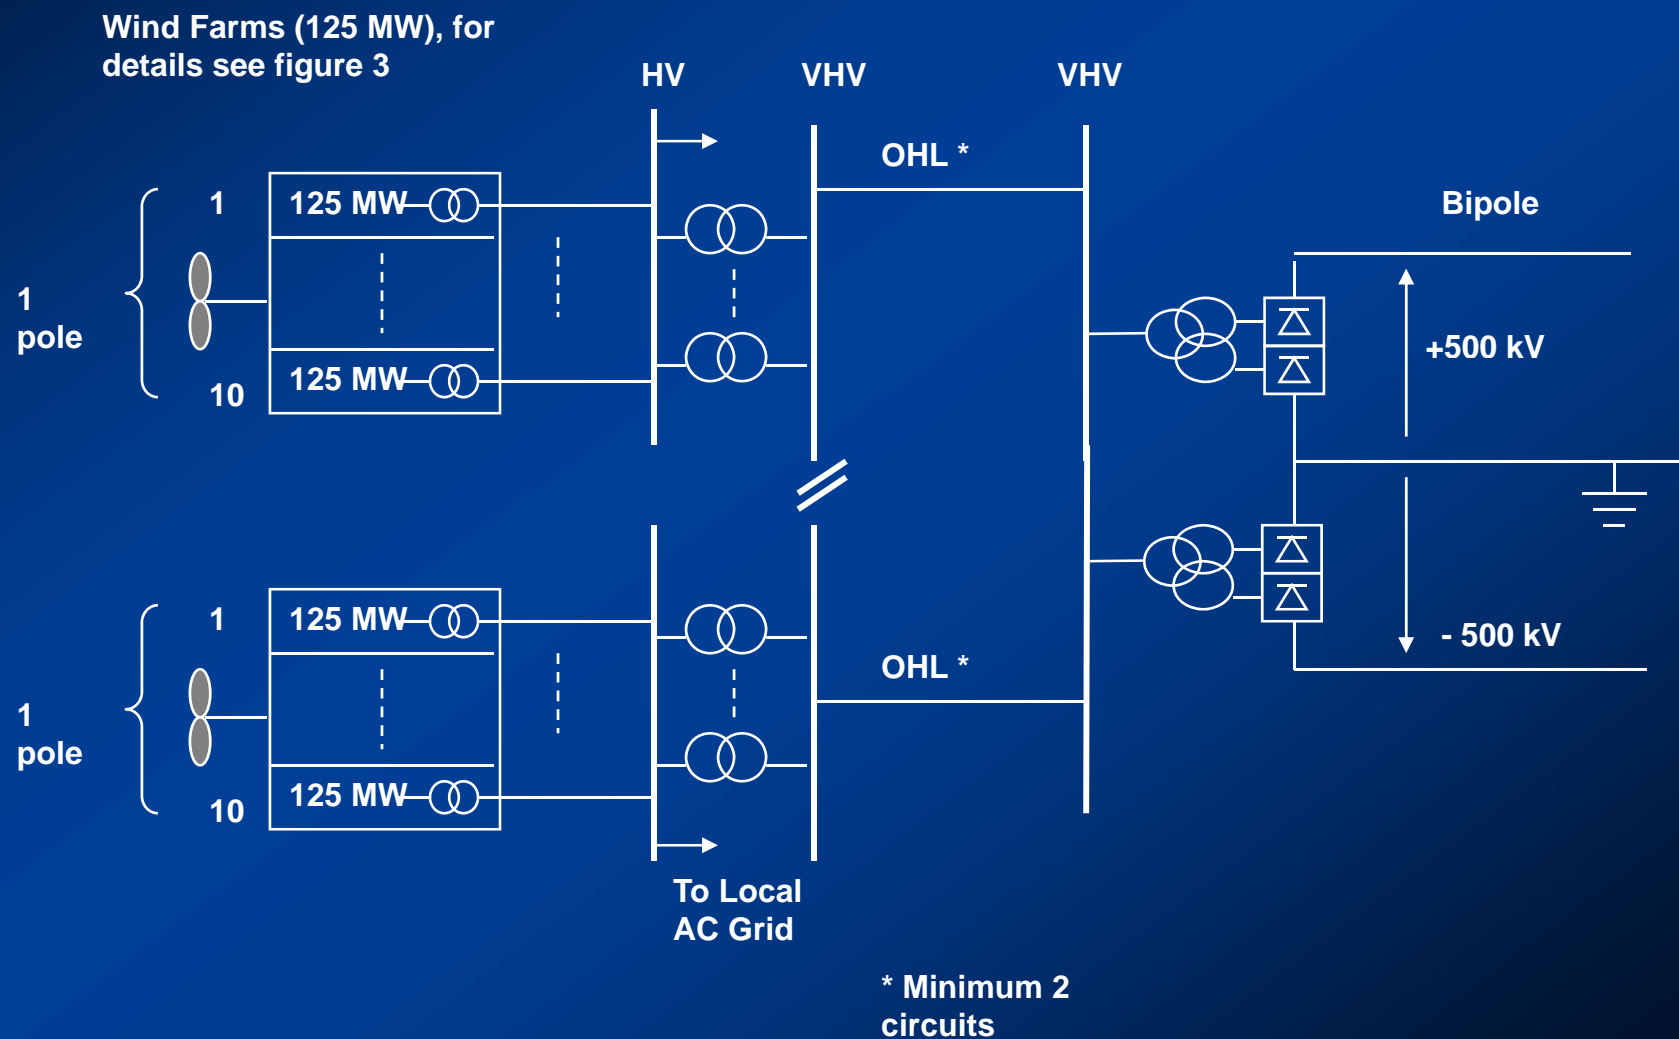 Wind Farms (125 MW), for
details see figure 3
HV
VHV
VHV
OHL *
1
125 MW
Bipole
1
pole
+500 kV
125 MW
10
1
125 MW
- 500 kV
OHL *
1
pole
125 MW
10
To Local
AC Grid
* Minimum 2
circuits